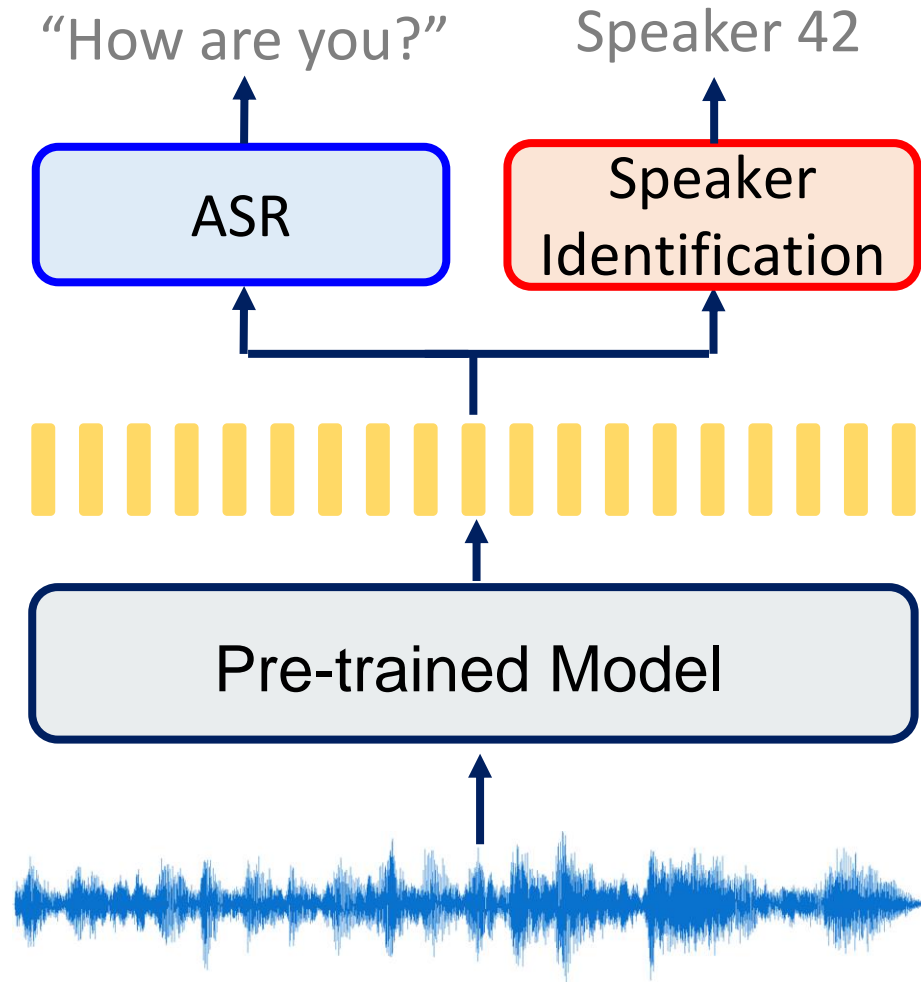 “How are you?”
Speaker 42
ASR
Speaker
Identification
Pre-trained Model